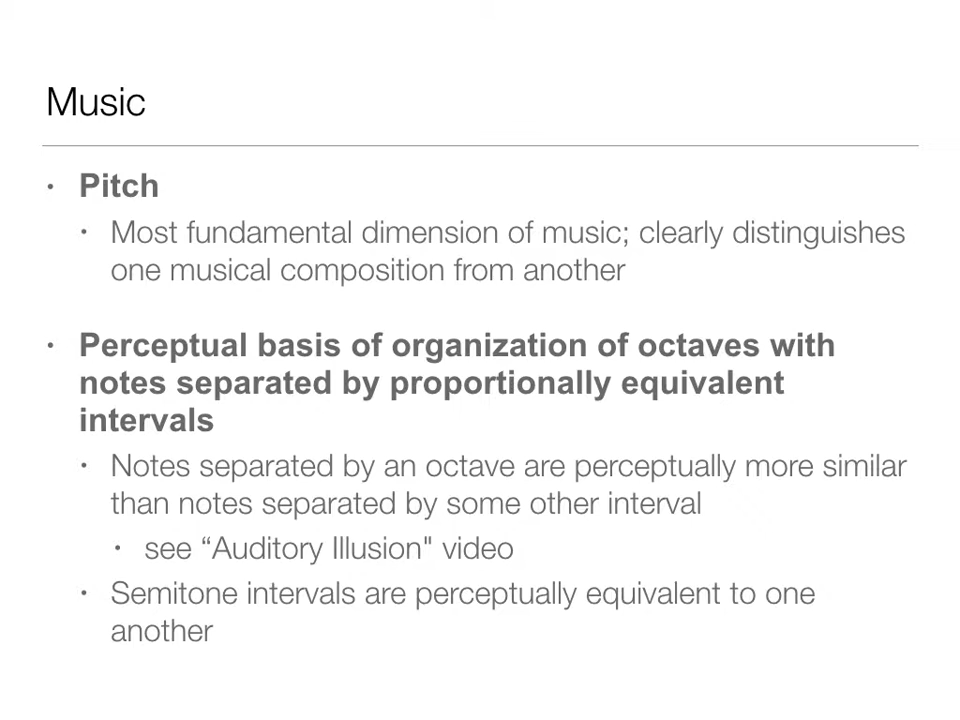 Music
• Pitch
• Most fundamental dimension of music; clearly distinguishes
one musical composition from another
• Perceptual basis of organization of octaves with
notes separated by proportionally equivalent
intervals
• Notes separated by an octave are perceptually more similar
than notes separated by some other interval
• see “Auditory Illusion" video
• Semitone intervals are perceptually equivalent to one
another